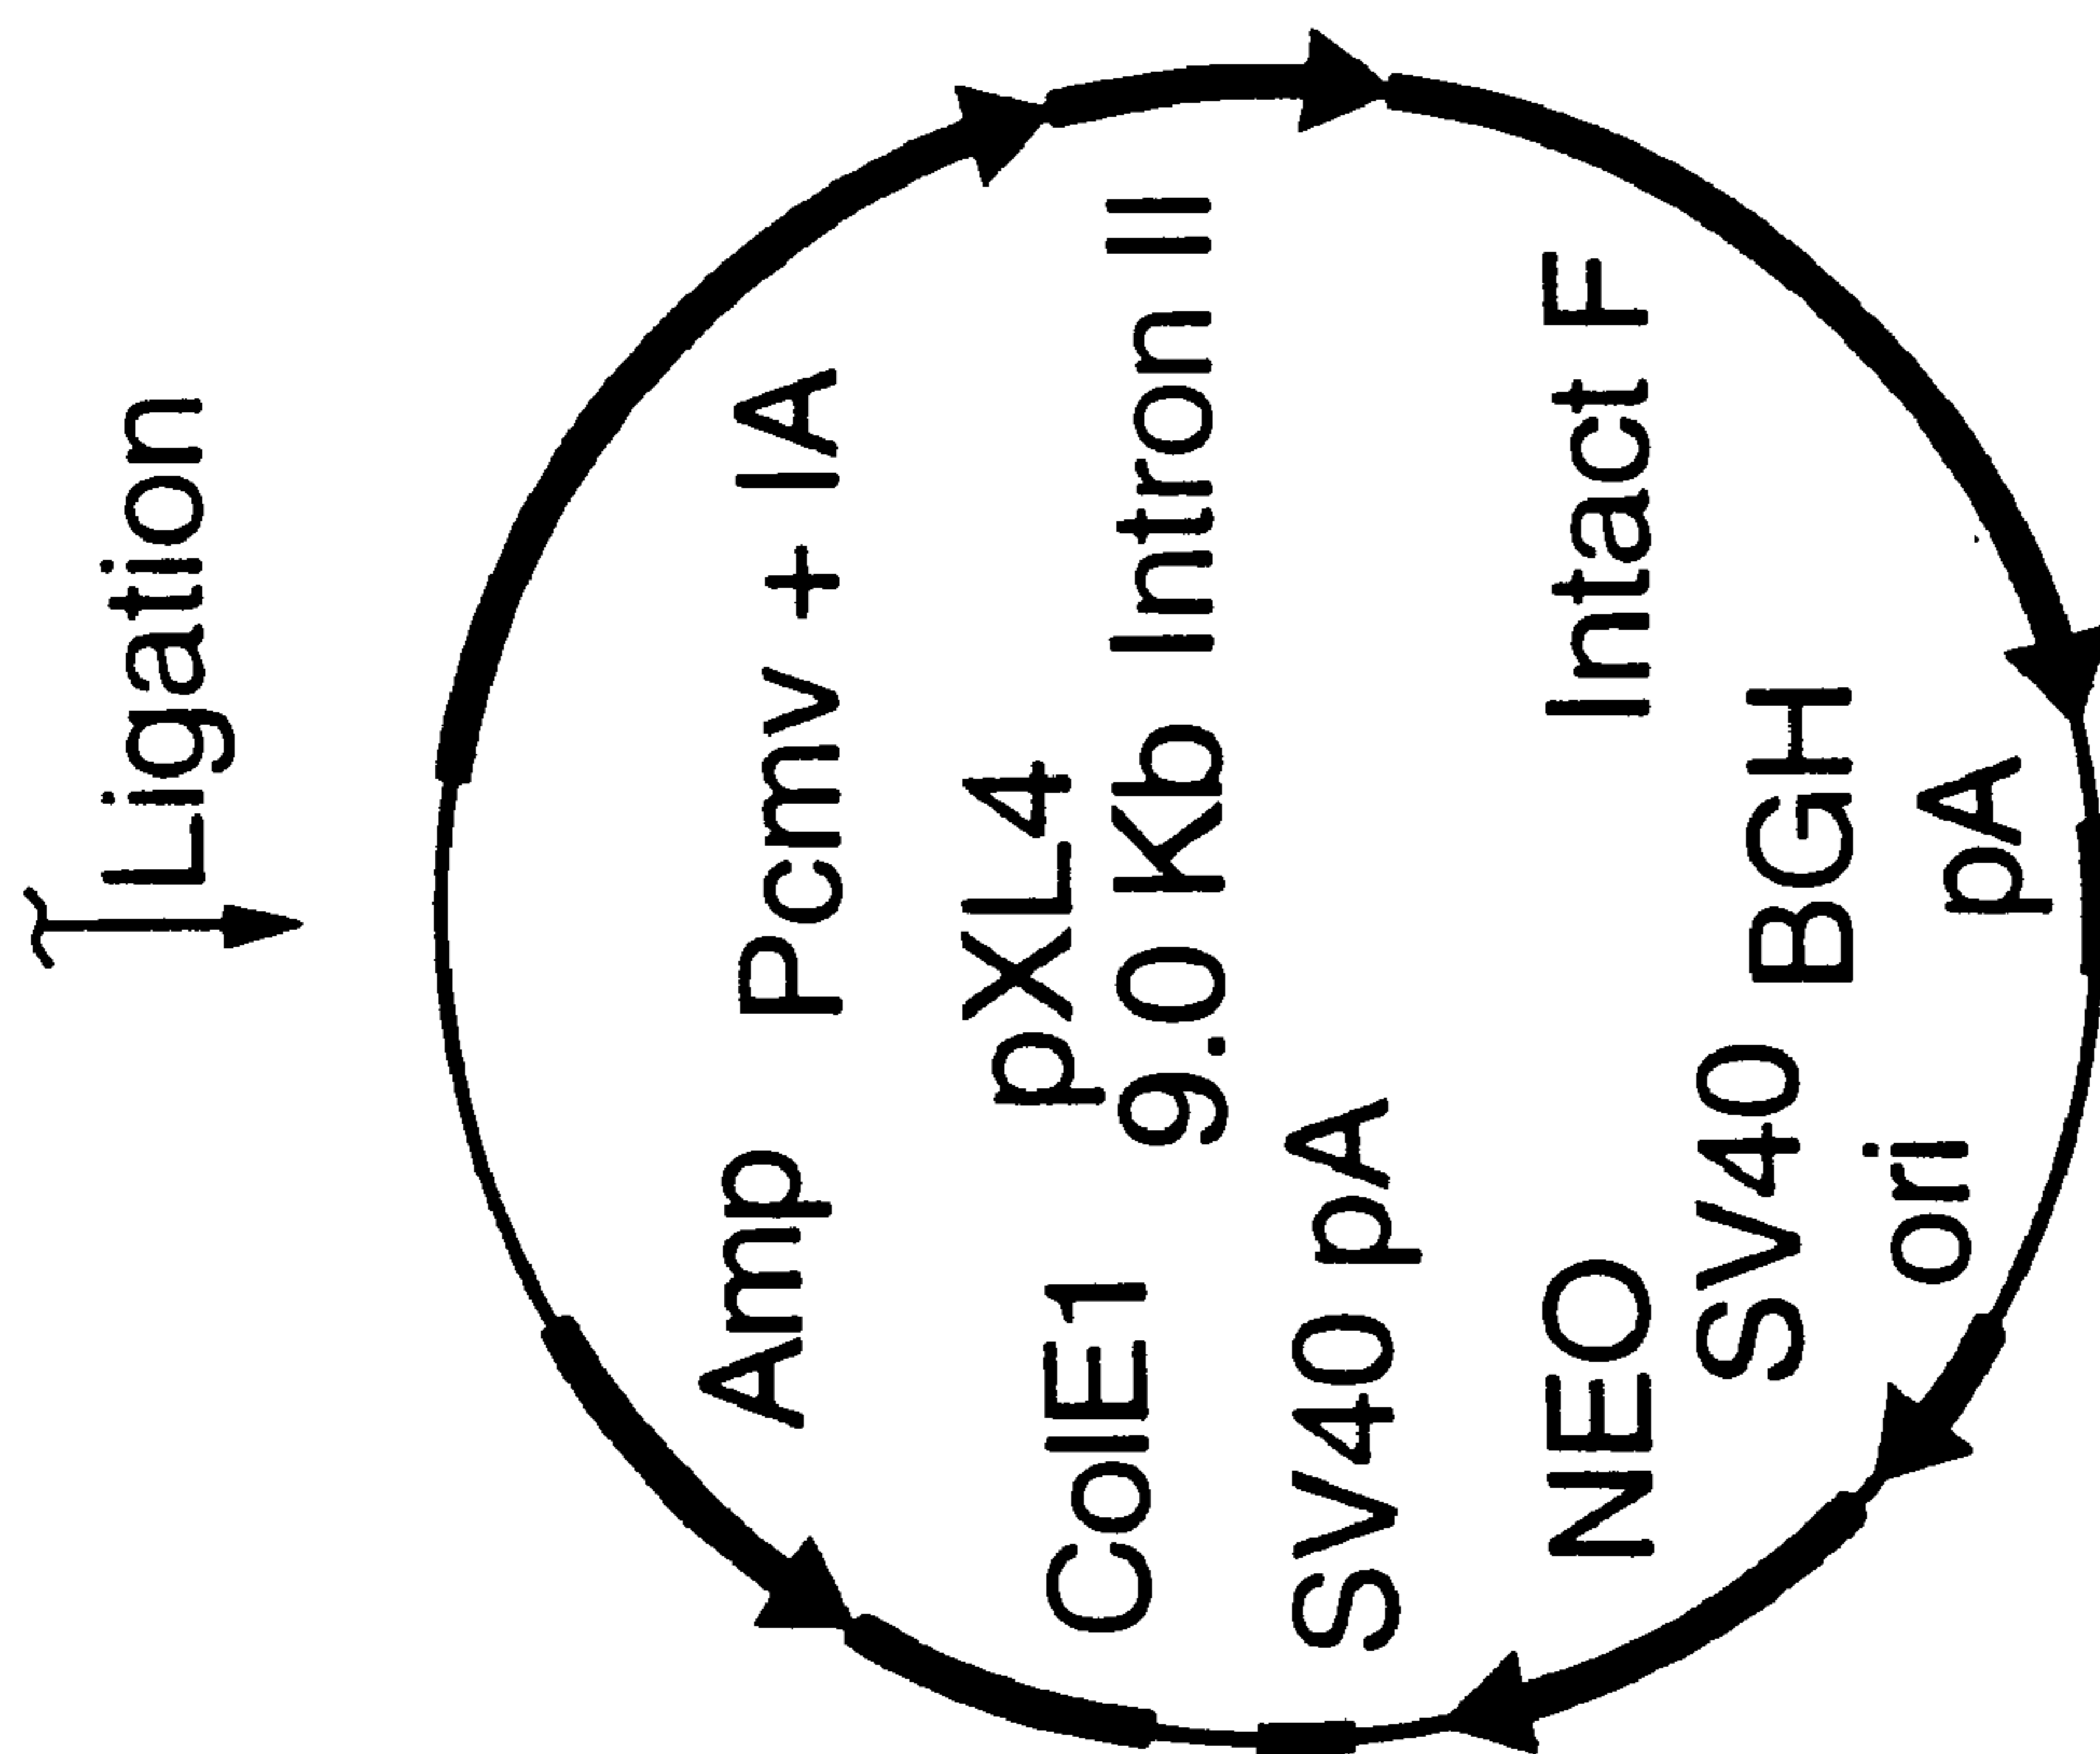 Ligation
Amp
Pcmv + IA
pXL4
9.0 Kb
Intron II
ColE1
SV40 pA
NEO
Intact F
SV40
ori
BGH
pA